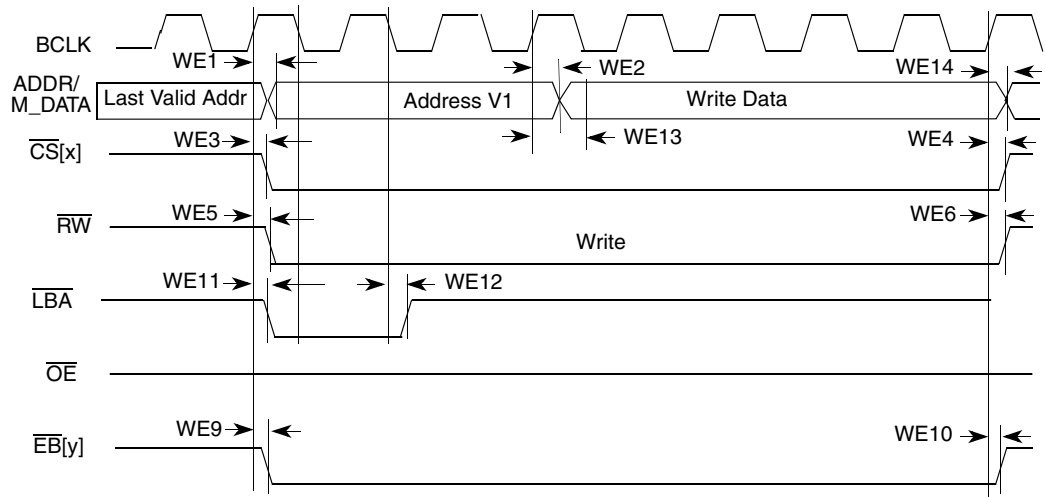 BCLK
WE1
WE2
WE14
ADDR/
M_DATA
Last Valid Addr
Address V1
Write Data
WE3
WE13
WE4
CS[x]
WE5
WE6
RW
Write
WE11
WE12
LBA
OE
WE9
WE10
EB[y]